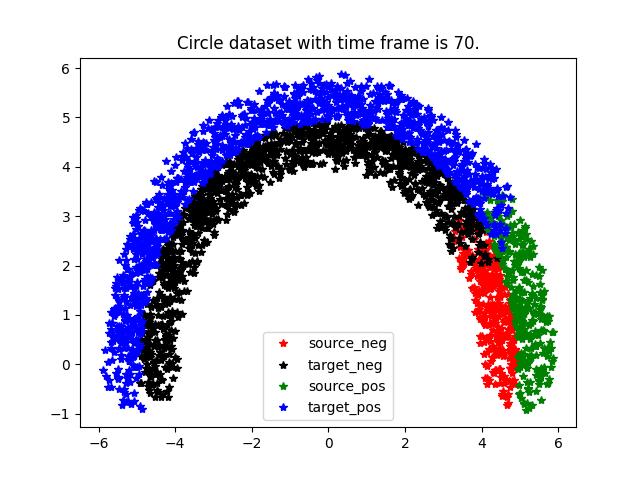 Circle dataset with time frame is 70.
6
5
4
3
2
1
0
−1
source_neg
target_neg
source_pos
target_pos
−6 −4 −2 0 2 4 6